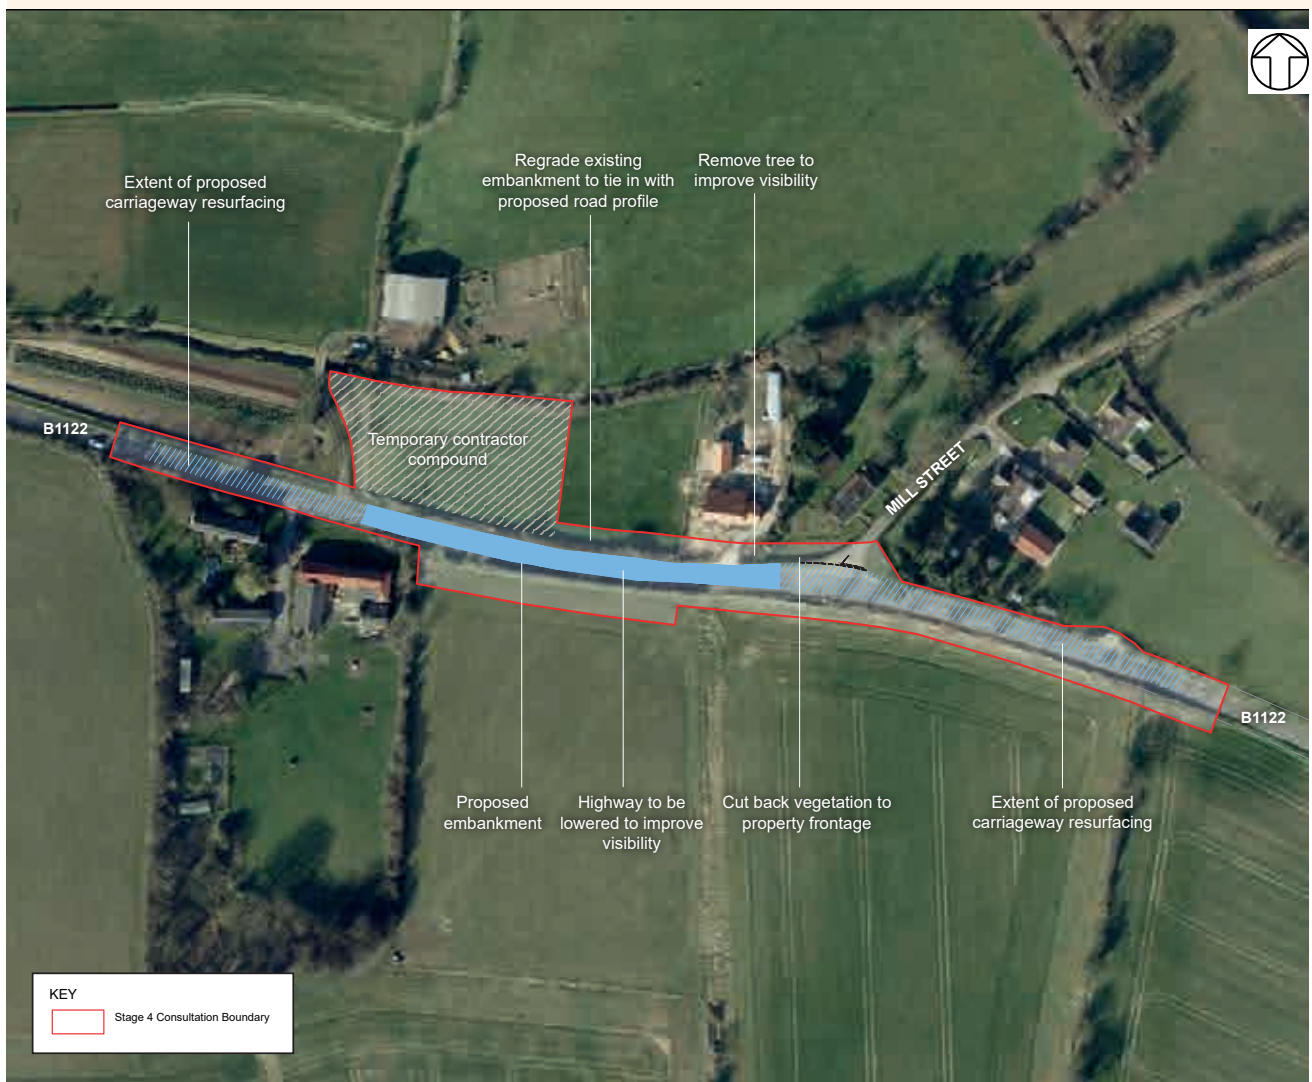 Regrade existing
embankment to tie in with
proposed road profile
Remove tree to
improve visibility
Extent of proposed
carriageway resurfacing
B1122
Temporary contractor
compound
MILL STREET
B1122
Proposed
embankment
Highway to be
lowered to improve
visibility
Cut back vegetation to
property frontage
Extent of proposed
carriageway resurfacing
KEY
Stage 4 Consultation Boundary